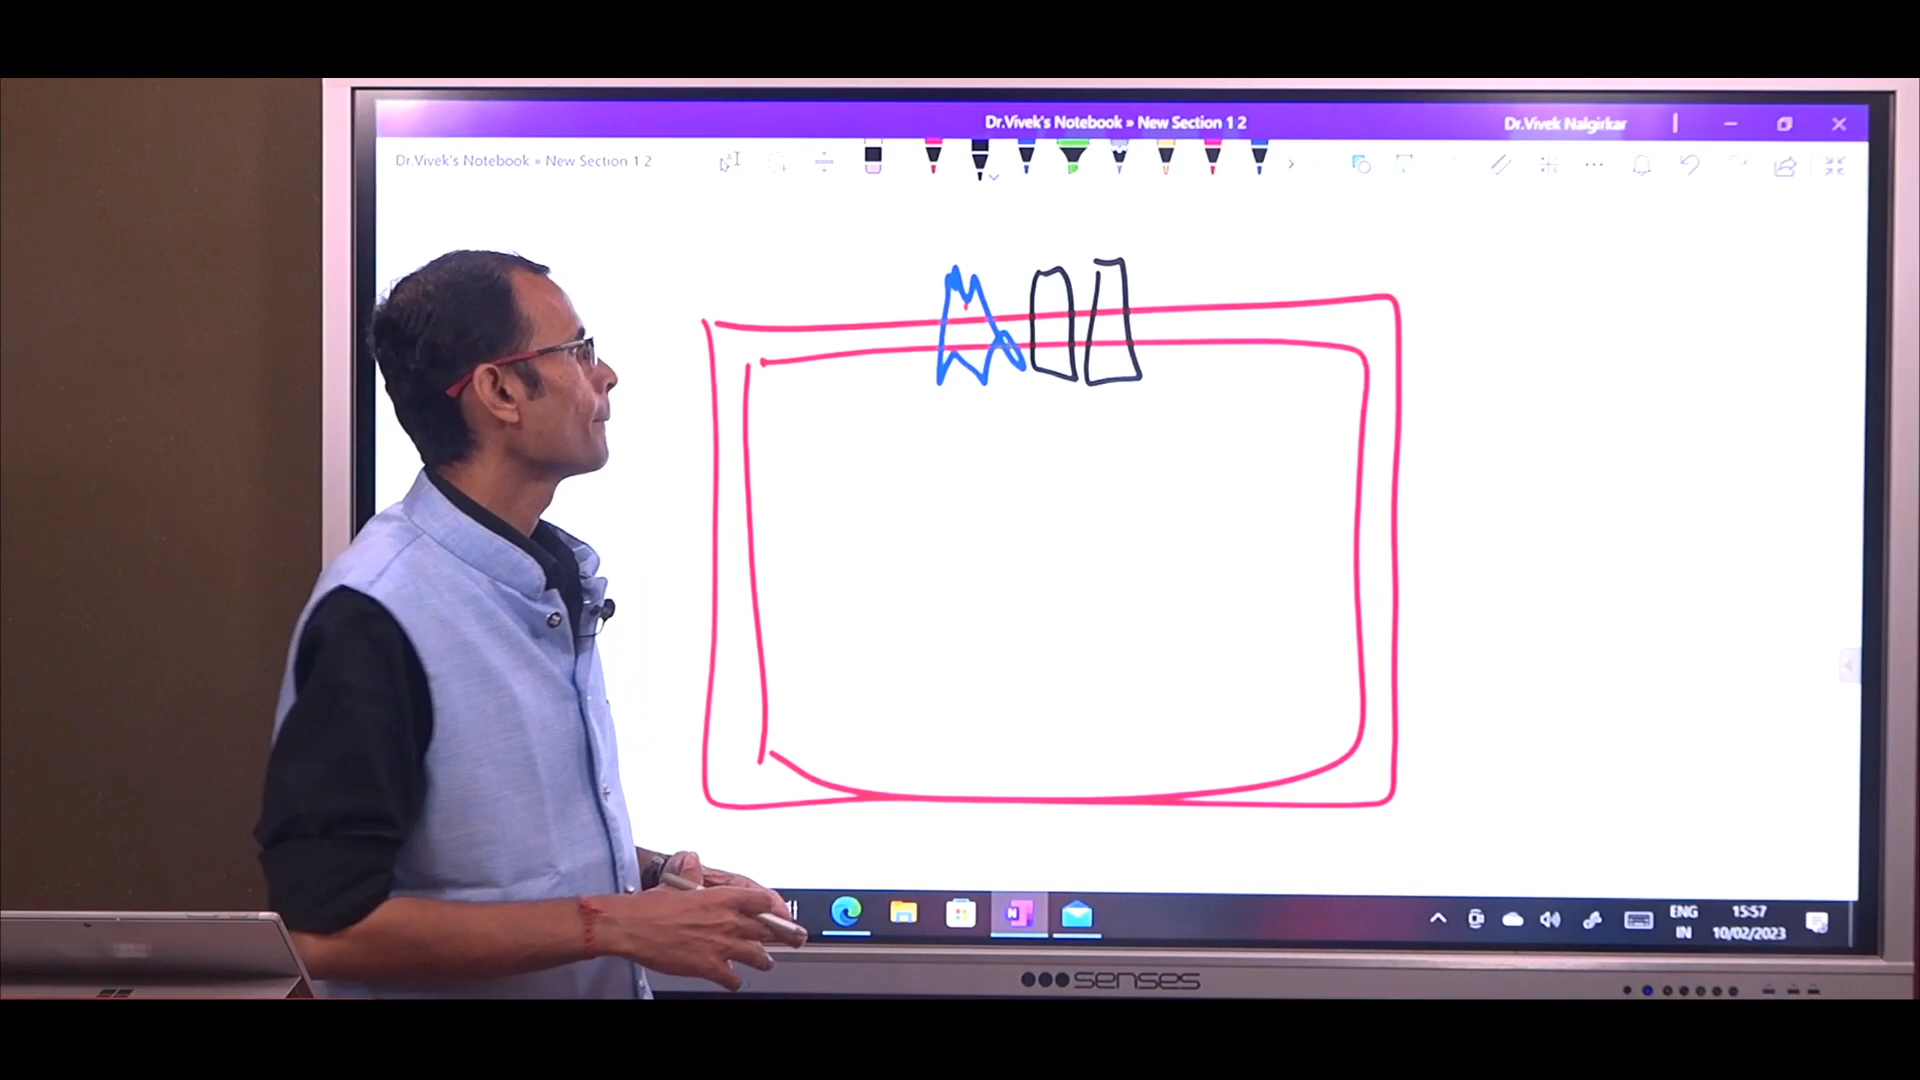 Dr.Vivek's Notebook » New Section 1 2
Dr.Vivek Nalgirkar
Dr.Vivek's Notebook » New Section 1 2
ENG
IN
15:57
10/02/2023
senses